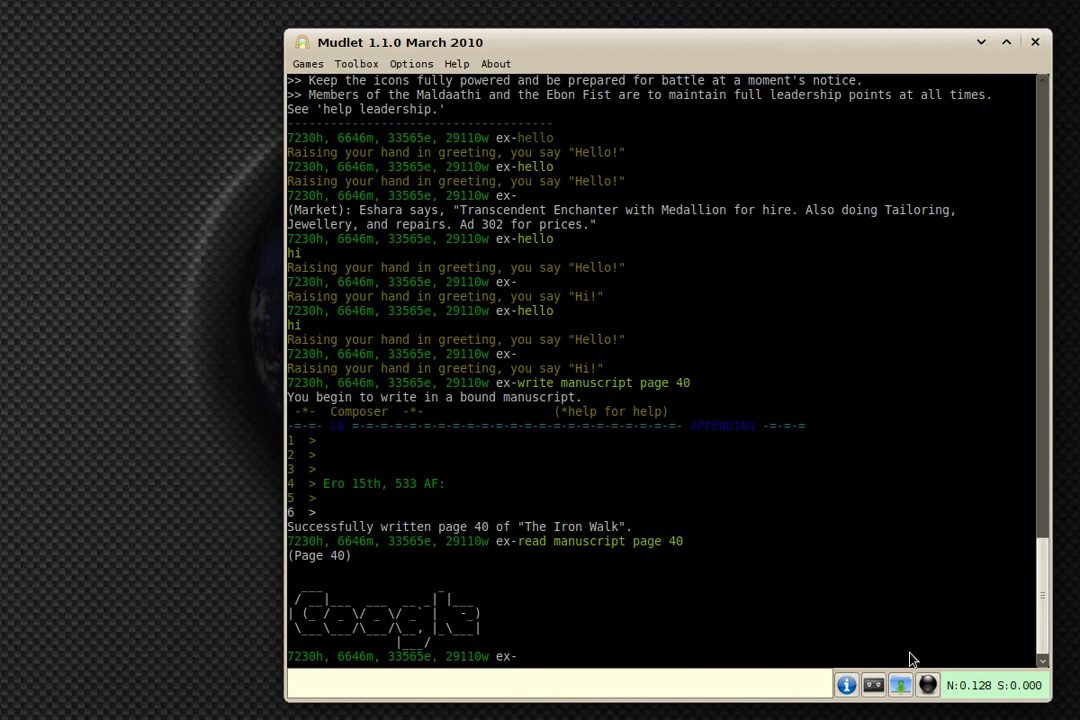 Mudlet 1.1.0 March 2010
Games Toolbox Options Help About
>> Keep the icons fully powered and be prepared for battle at a moment's notice.
>> Members of the Maldaathi and the Ebon Fist are to maintain full leadership points at all times.
See 'help leadership.'
-----------------------------------
7230h, 6646m, 33565e, 29110w ex-hello
Raising your hand in greeting, you say "Hello!"
7230h, 6646m, 33565e, 29110w ex-hello
Raising your hand in greeting, you say "Hello!"
7230h, 6646m, 33565e, 29110w ex-
(Market): Eshara says, "Transcendent Enchanter with Medallion for hire. Also doing Tailoring,
Jewellery, and repairs. Ad 302 for prices."
7230h, 6646m, 33565e, 29110w ex-hello
hi
Raising your hand in greeting, you say "Hello!"
7230h, 6646m, 33565e, 29110w ex-
Raising your hand in greeting, you say "Hi!"
7230h, 6646m, 33565e, 29110w ex-hello
hi
Raising your hand in greeting, you say "Hello!"
7230h, 6646m, 33565e, 29110w ex-
Raising your hand in greeting, you say "Hi!"
7230h, 6646m, 33565e, 29110w ex-write manuscript page 40
You begin to write in a bound manuscript.
-*- Composer -*- (*help for help)
-=-=- L6 =-=-=-=-=-=-=-=-=-=-=-=-=-=-=-=-=-=-=-=-=-=-=- APPENDING -=-=-=
1 >
2 >
3 >
4 > Ero 15th, 533 AF:
5 >
6 >
Successfully written page 40 of "The Iron Walk".
7230h, 6646m, 33565e, 29110w ex-read manuscript page 40
(Page 40)
Google
7230h, 6646m, 33565e, 29110w ex-
N:0.128 S:0.000